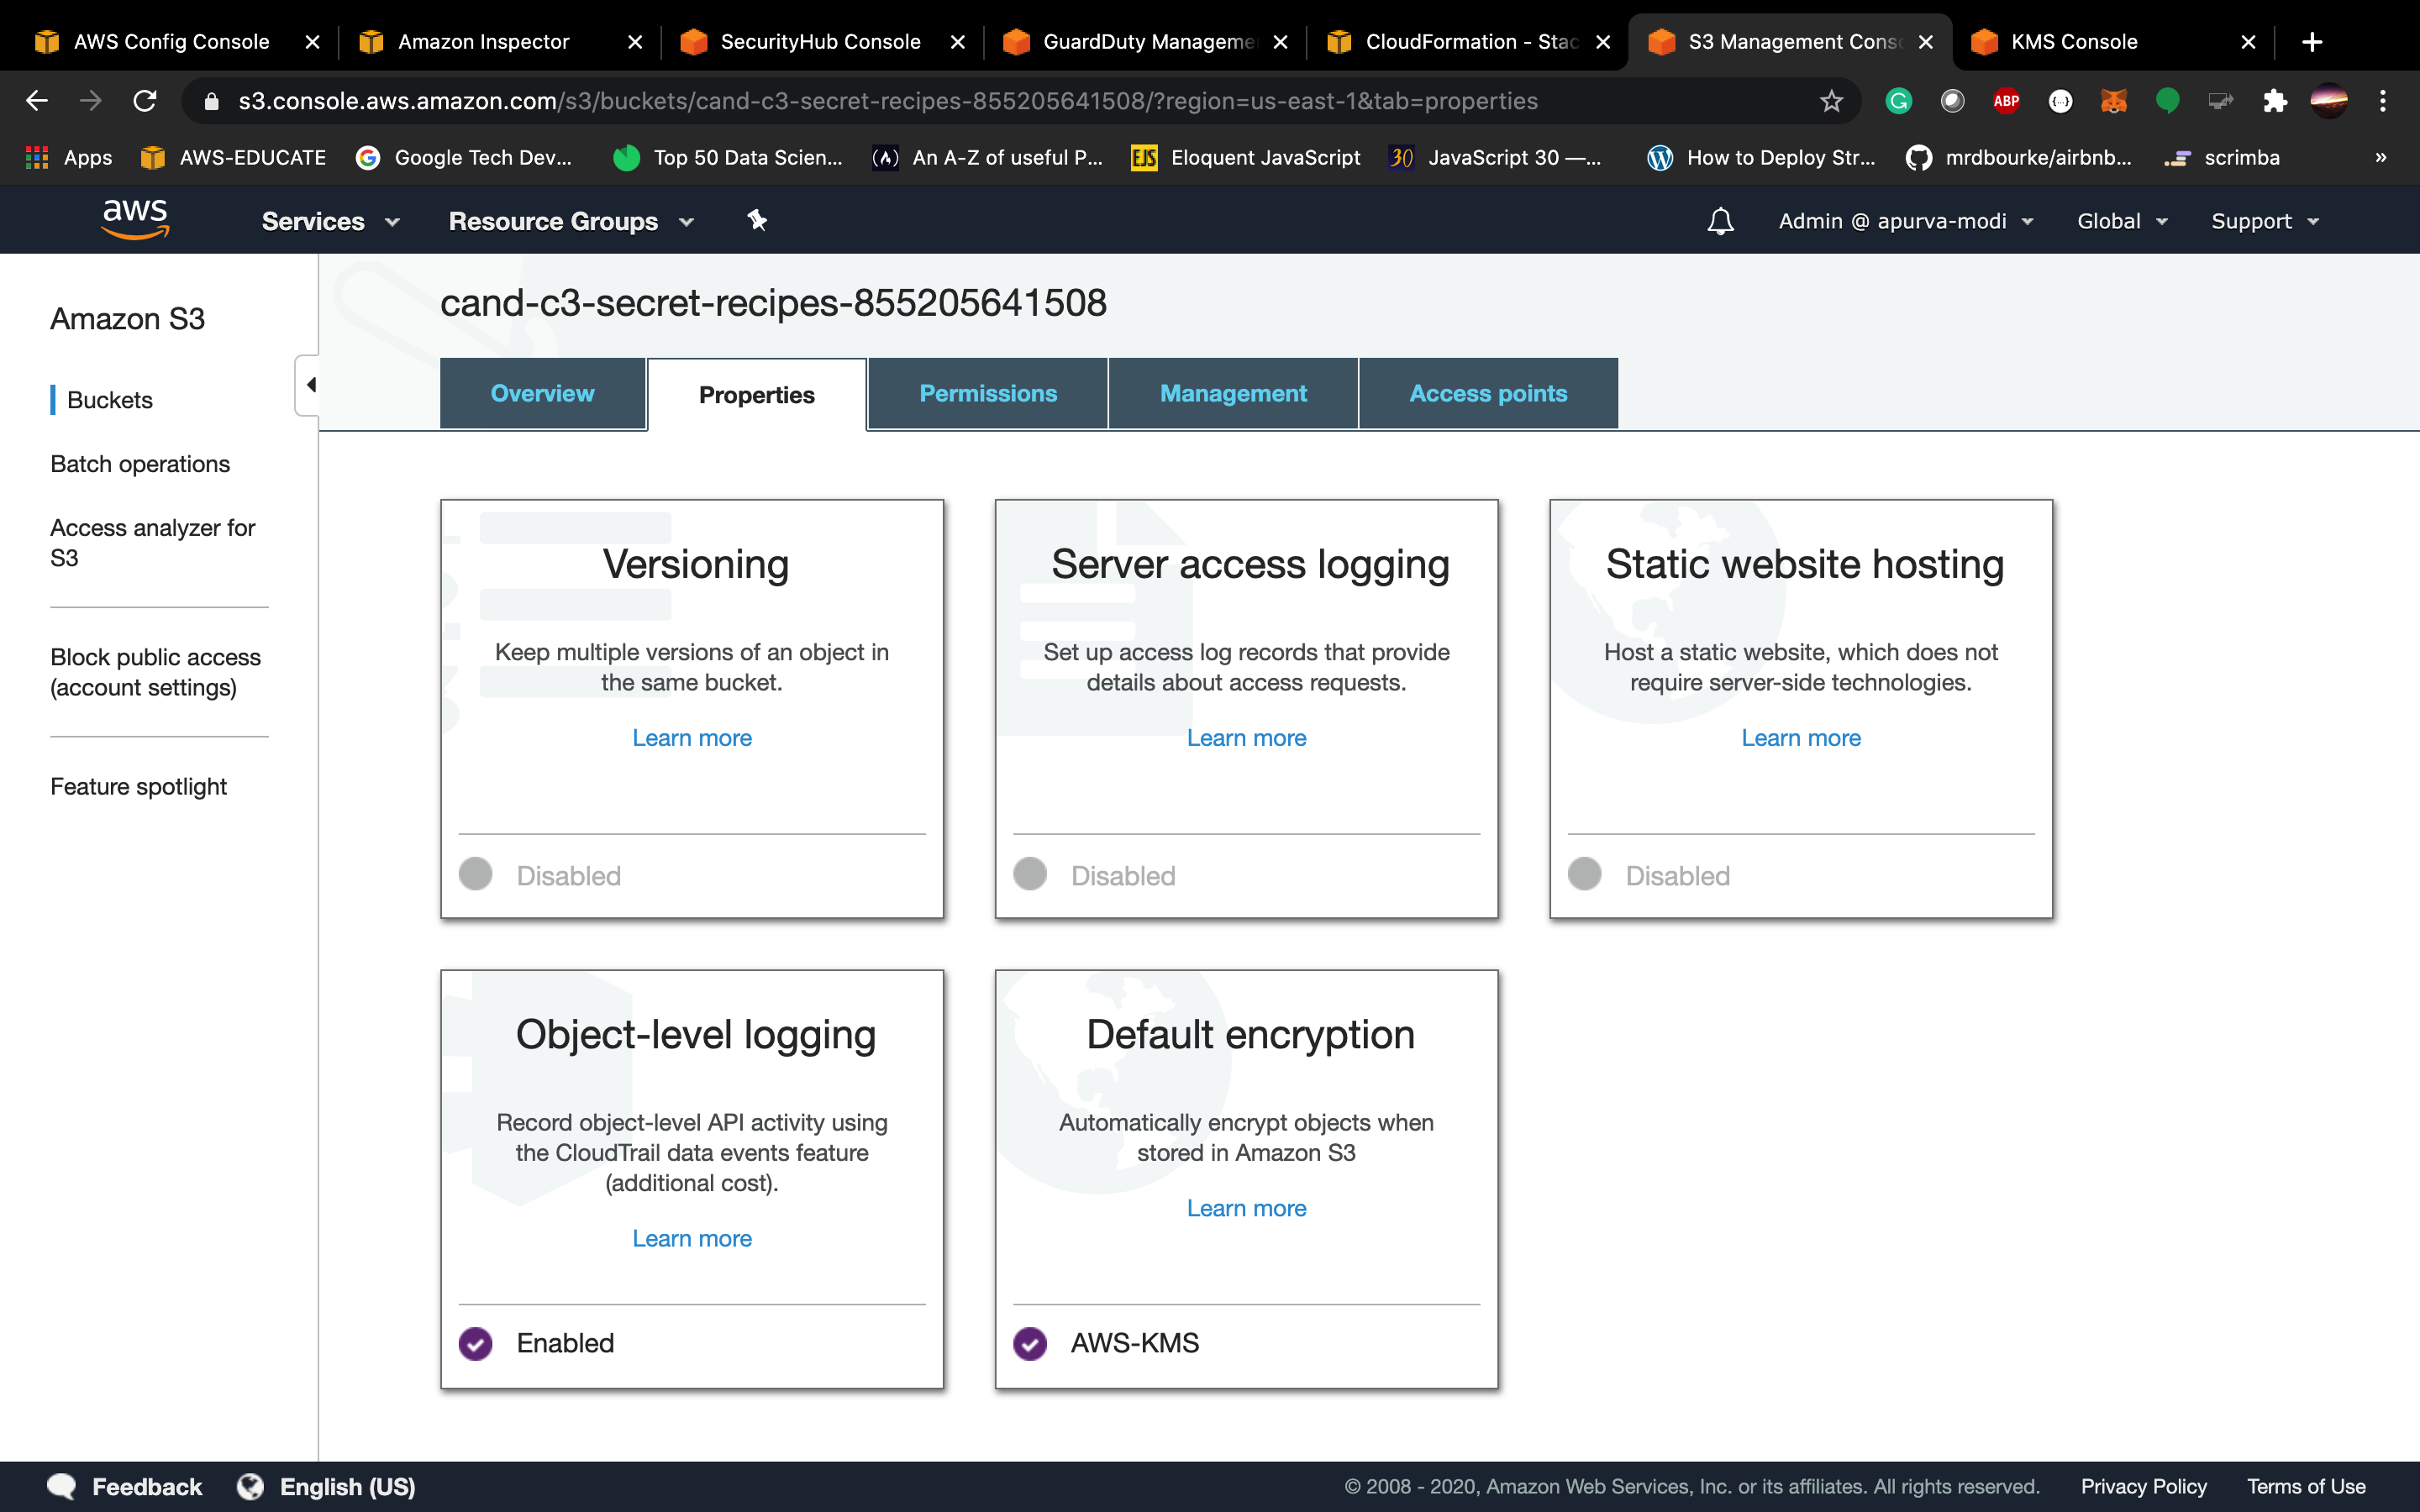 AWS Config Console
Amazon Inspector
SecurityHub Console
GuardDuty Manageme
CloudFormation - Stac
S3 Management Conso
KMS Console
s3.console.aws.amazon.com/s3/buckets/cand-c3-secret-recipes-855205641508/?region=us-east-1&tab=properties
ABP
Apps
AWS-EDUCATE
Google Tech Dev...
Top 50 Data Scien...
An A-Z of useful P...
EJS
Eloquent JavaScript
30
JavaScript 30 —...
How to Deploy Str...
mrdbourke/airbnb...
scrimba
»
aws
Services
Resource Groups
Admin @ apurva-modi
Global
Support
Amazon S3
Buckets
Batch operations
Access analyzer for
S3
Block public access
(account settings)
Feature spotlight
cand-c3-secret-recipes-855205641508
Overview
Properties
Permissions
Management
Access points
Versioning
Keep multiple versions of an object in
the same bucket.
Learn more
Disabled
Server access logging
Set up access log records that provide
details about access requests.
Learn more
Disabled
Static website hosting
Host a static website, which does not
require server-side technologies.
Learn more
Disabled
Object-level logging
Record object-level API activity using
the CloudTrail data events feature
(additional cost).
Learn more
Enabled
Default encryption
Automatically encrypt objects when
stored in Amazon S3
Learn more
AWS-KMS
Feedback
English (US)
© 2008 - 2020, Amazon Web Services, Inc. or its affiliates. All rights reserved.
Privacy Policy
Terms of Use